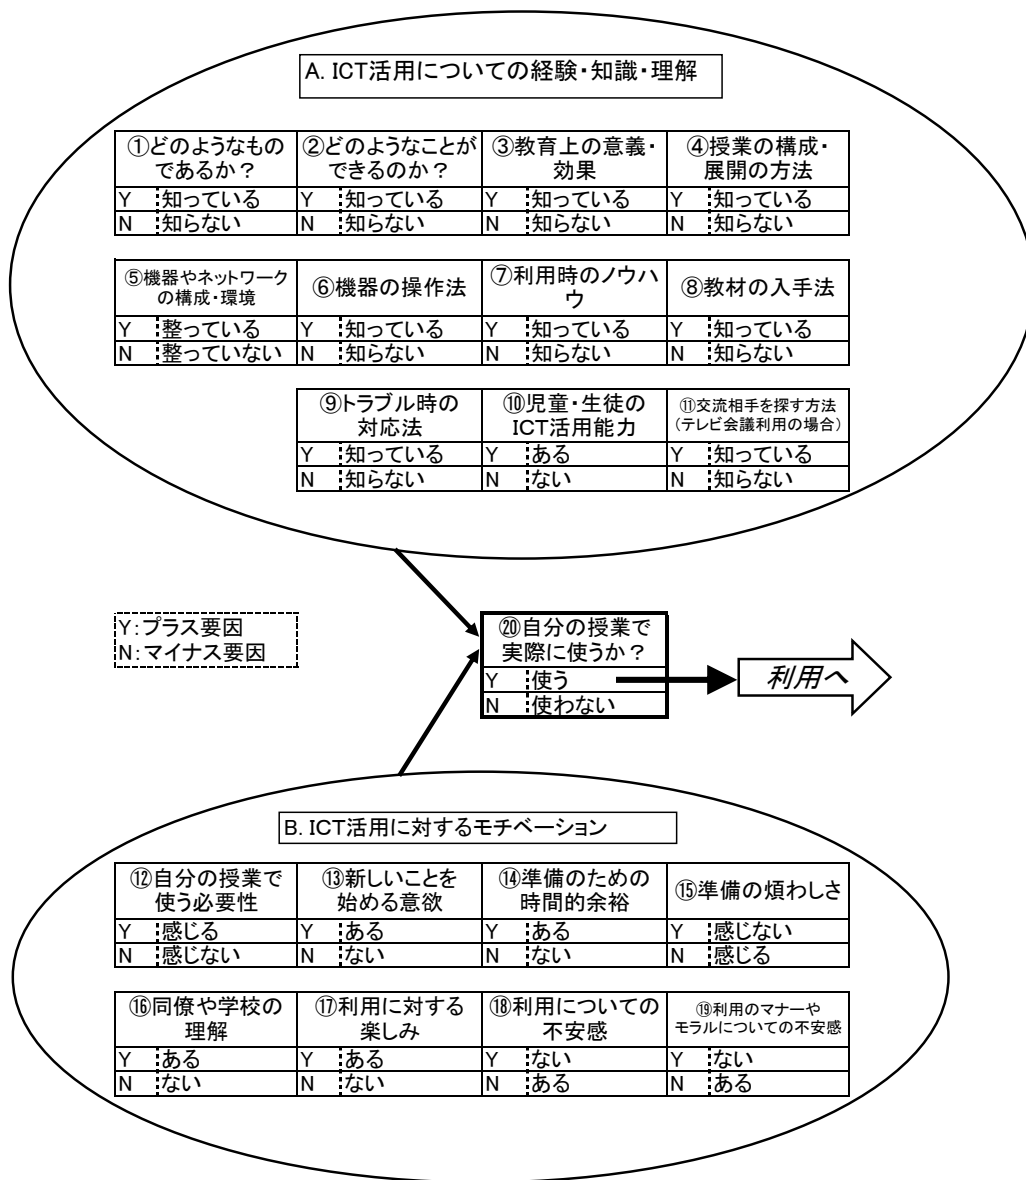 A. ICT活用についての経験・知識・理解
①どのようなもの
であるか？
Y 知っている
N 知らない
②どのようなことが
できるのか？
Y 知っている
N 知らない
③教育上の意義・
効果
Y 知っている
N 知らない
④授業の構成・
展開の方法
Y 知っている
N 知らない
⑤機器やネットワーク
の構成・環境
Y 整っている
N 整っていない
⑥機器の操作法
Y 知っている
N 知らない
⑦利用時のノウハ
ウ
Y 知っている
N 知らない
⑧教材の入手法
Y 知っている
N 知らない
⑨トラブル時の
対応法
Y 知っている
N 知らない
⑩児童・生徒の
ICT活用能力
Y ある
N ない
⑪交流相手を探す方法
（テレビ会議利用の場合）
Y 知っている
N 知らない
Y：プラス要因
N：マイナス要因
⑳自分の授業で
実際に使うか？
Y 使う
N 使わない
利用へ
B. ICT活用に対するモチベーション
⑫自分の授業で
使う必要性
Y 感じる
N 感じない
⑬新しいことを
始める意欲
Y ある
N ない
⑭準備のための
時間的余裕
Y ある
N ない
⑮準備の煩わしさ
Y 感じない
N 感じる
⑯同僚や学校の
理解
Y ある
N ない
⑰利用に対する
楽しみ
Y ある
N ない
⑱利用についての
不安感
Y ない
N ある
⑲利用のマナーや
モラルについての不安感
Y ない
N ある